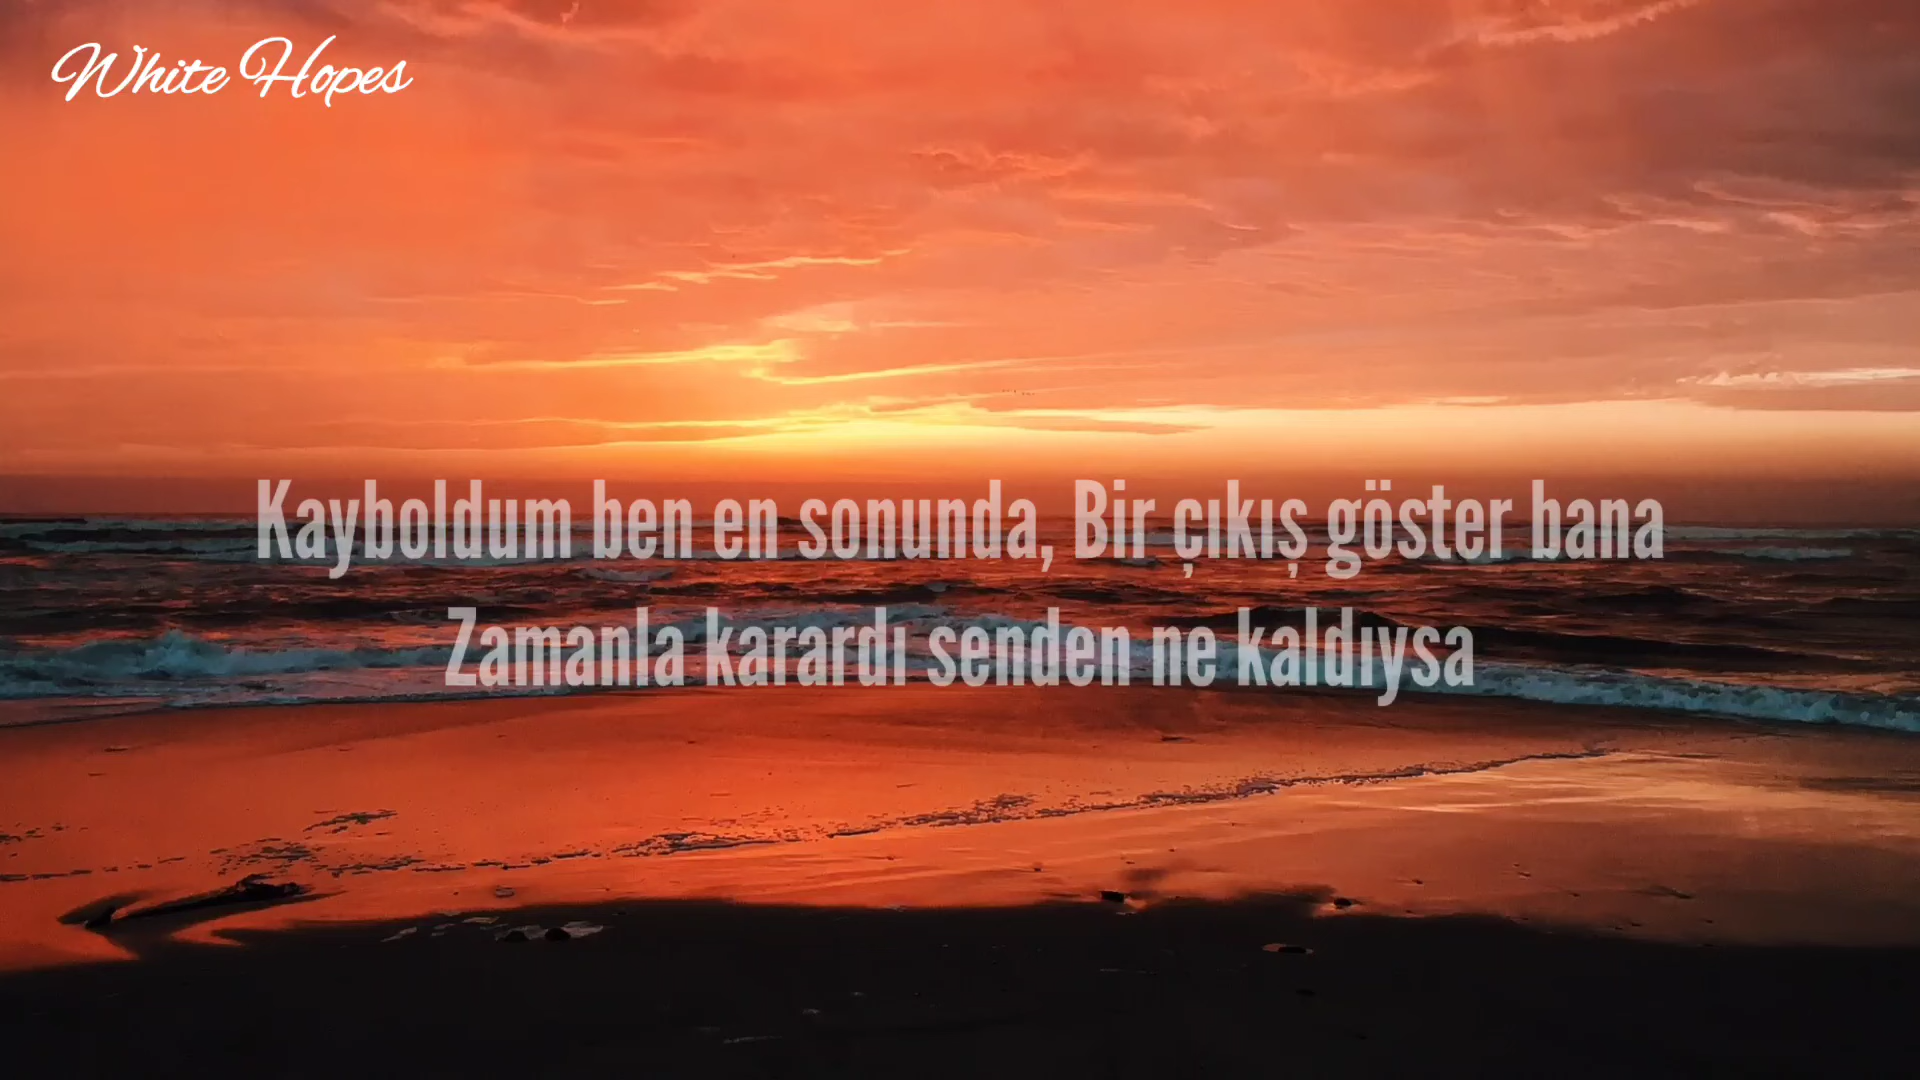 White Hopes
Kayboldum ben en sonunda, Bir çıkış göster bana
Zamanla karardı senden ne kaldıysa